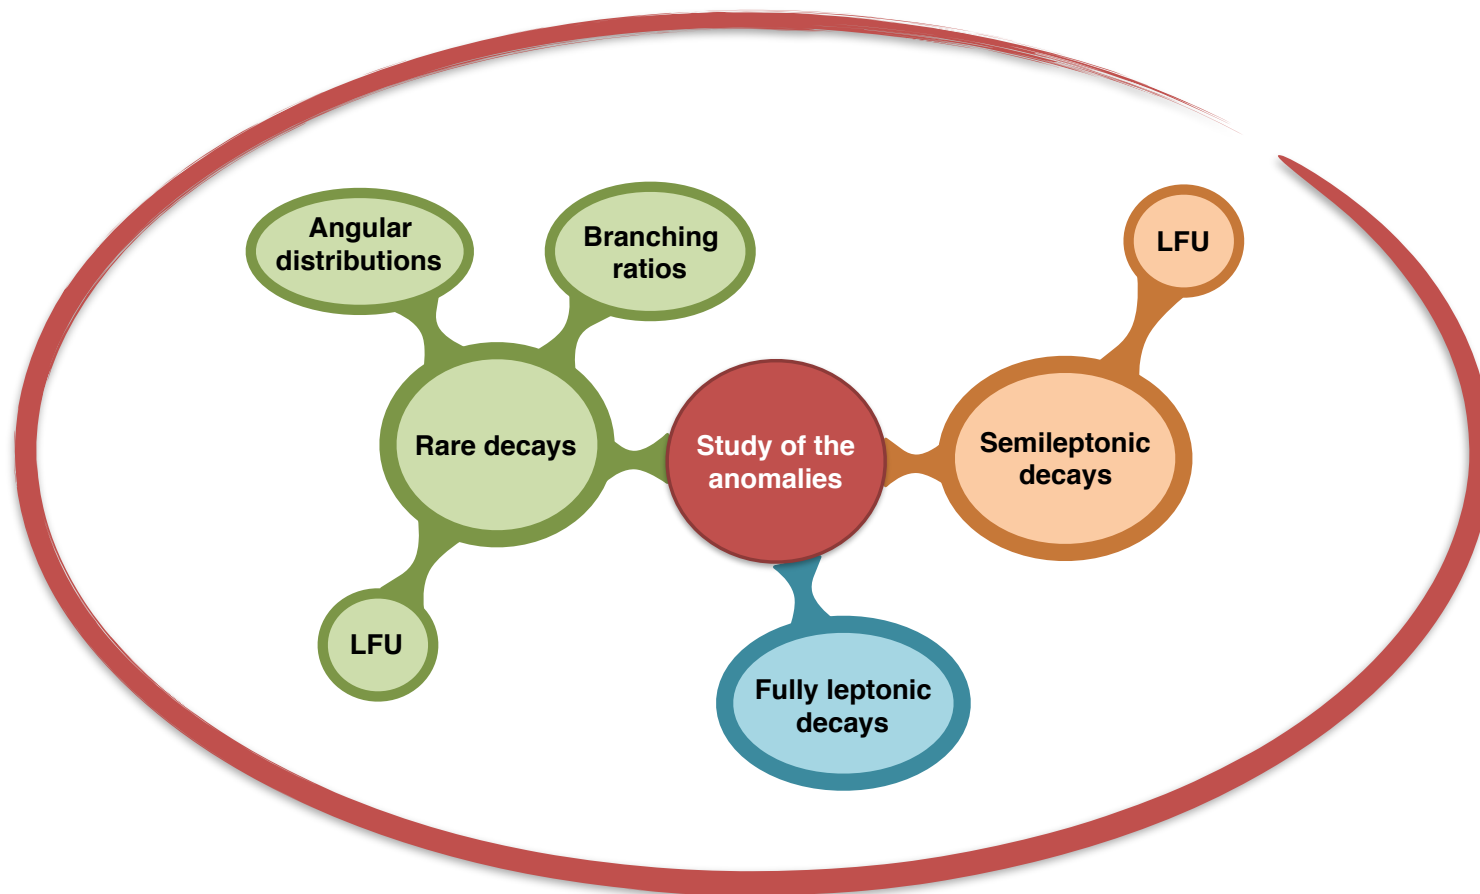 Angular
distributions
Branching
ratios
LFU
Rare decays
Study of the
anomalies
Semileptonic
decays
LFU
Fully leptonic
decays